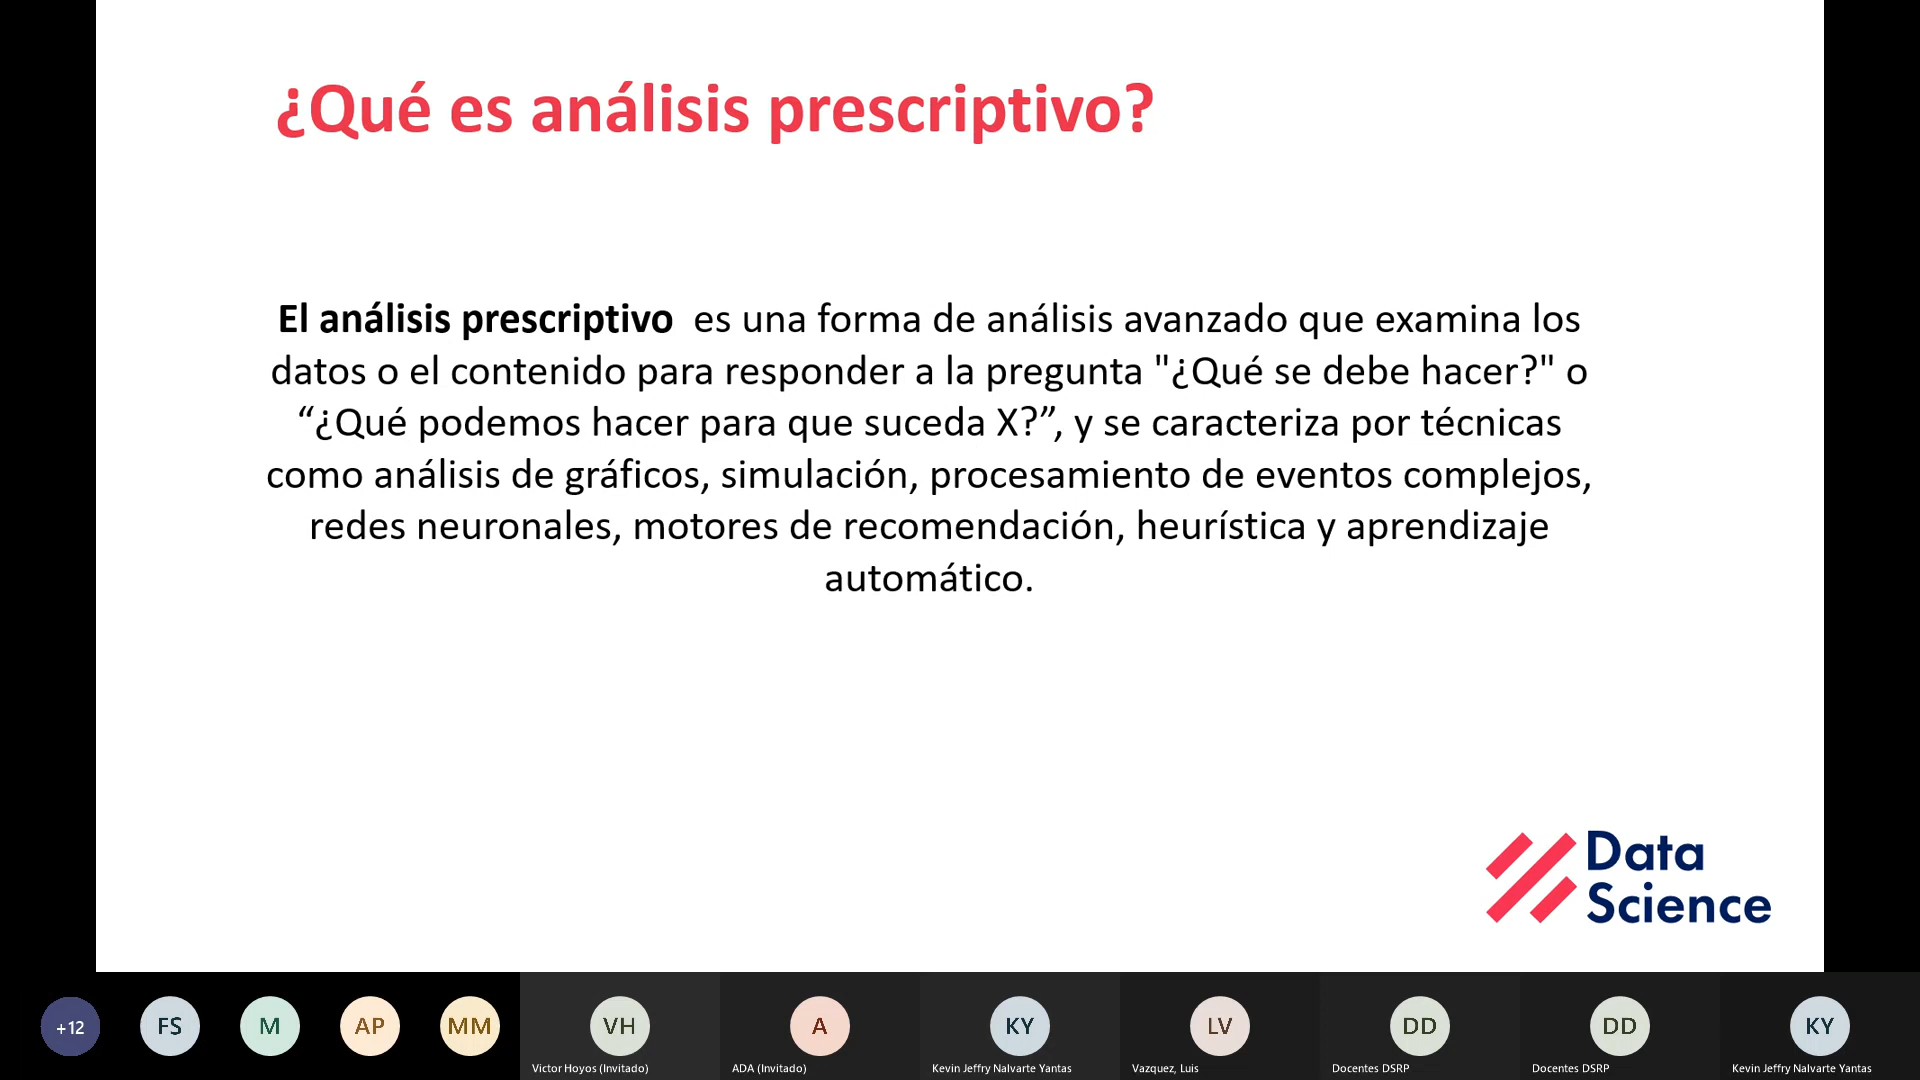 ¿Qué es análisis prescriptivo?
El análisis prescriptivo es una forma de análisis avanzado que examina los
datos o el contenido para responder a la pregunta "¿Qué se debe hacer?" o
“¿Qué podemos hacer para que suceda X?”, y se caracteriza por técnicas
como análisis de gráficos, simulación, procesamiento de eventos complejos,
redes neuronales, motores de recomendación, heurística y aprendizaje
automático.
Data
Science
+12
FS
M
AP
MM
VH
Victor Hoyos (Invitado)
A
ADA (Invitado)
KY
Kevin Jeffry Nalvarte Yantas
LV
Vazquez, Luis
DD
Docentes DSRP
DD
Docentes DSRP
KY
Kevin Jeffry Nalvarte Yantas